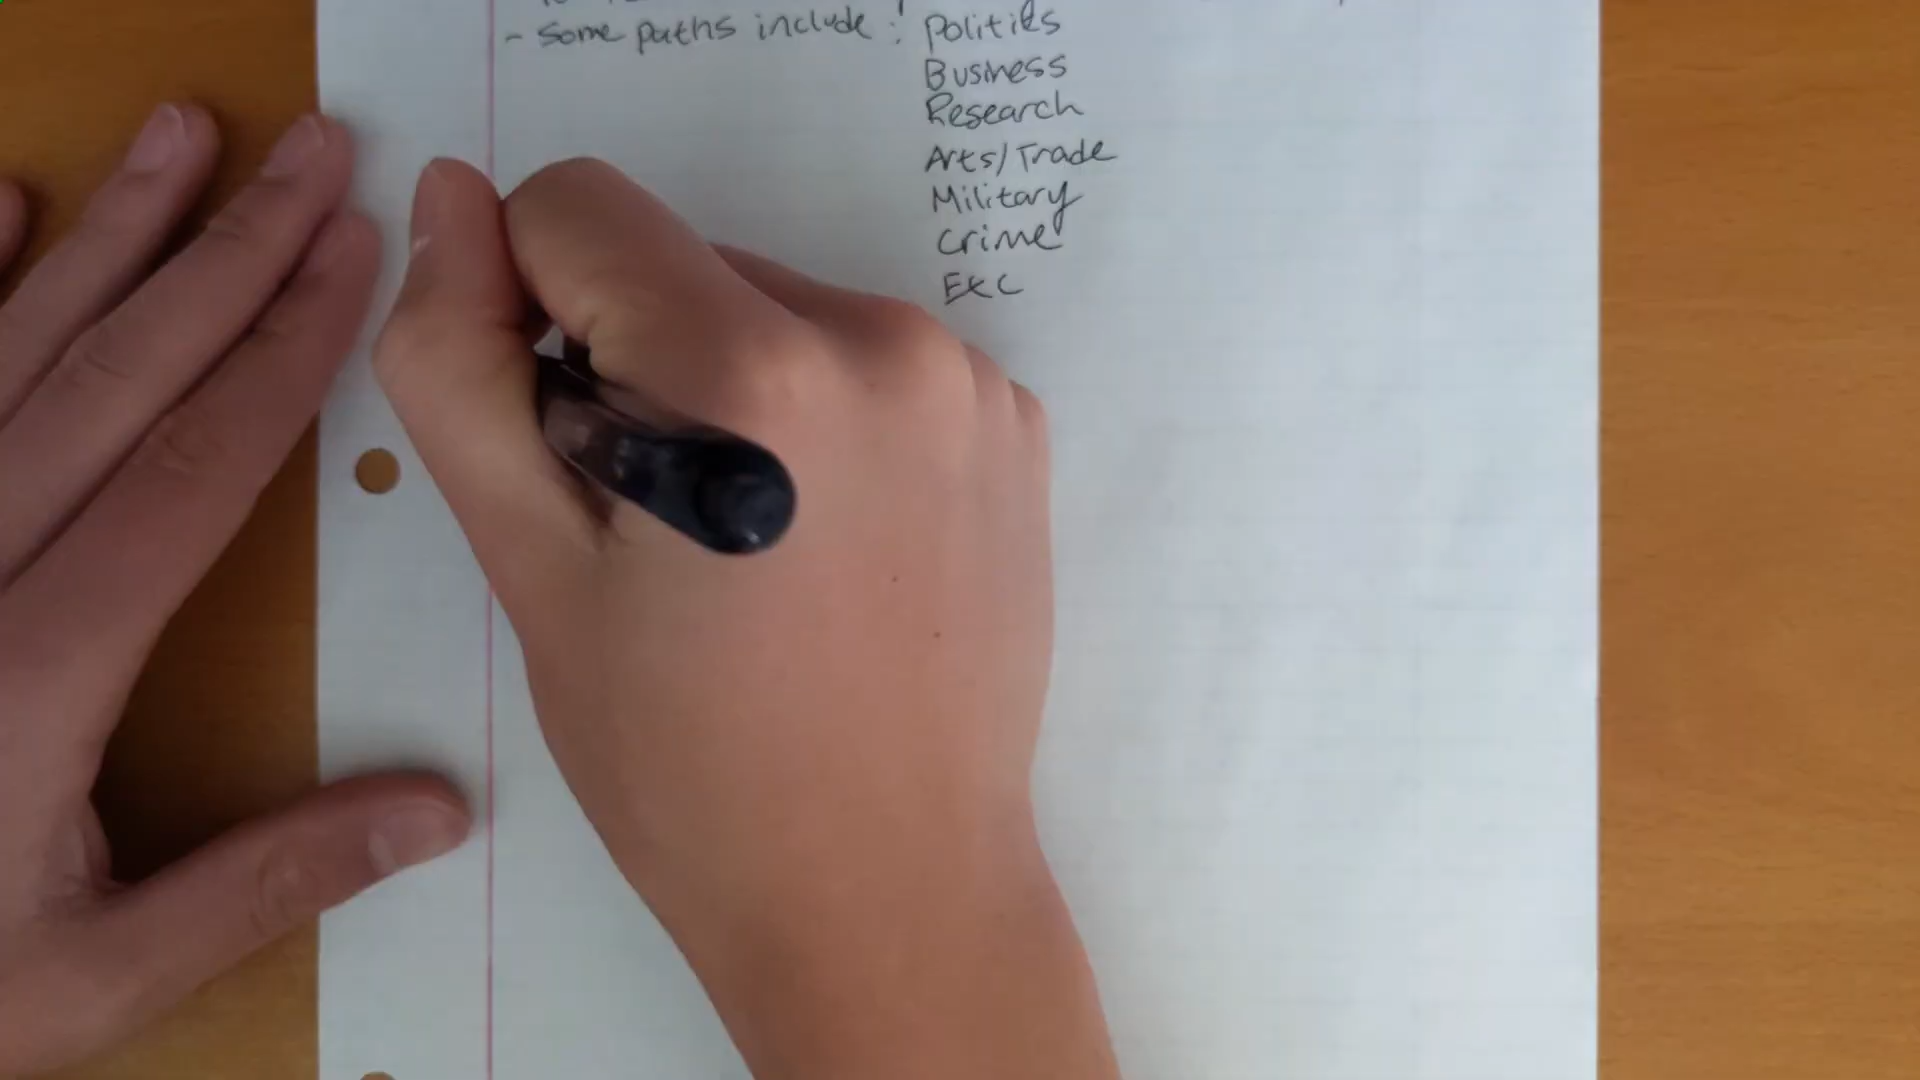 - Some paths include : Politics
Business
Research
Arts/Trade
Military
Crime
Etc